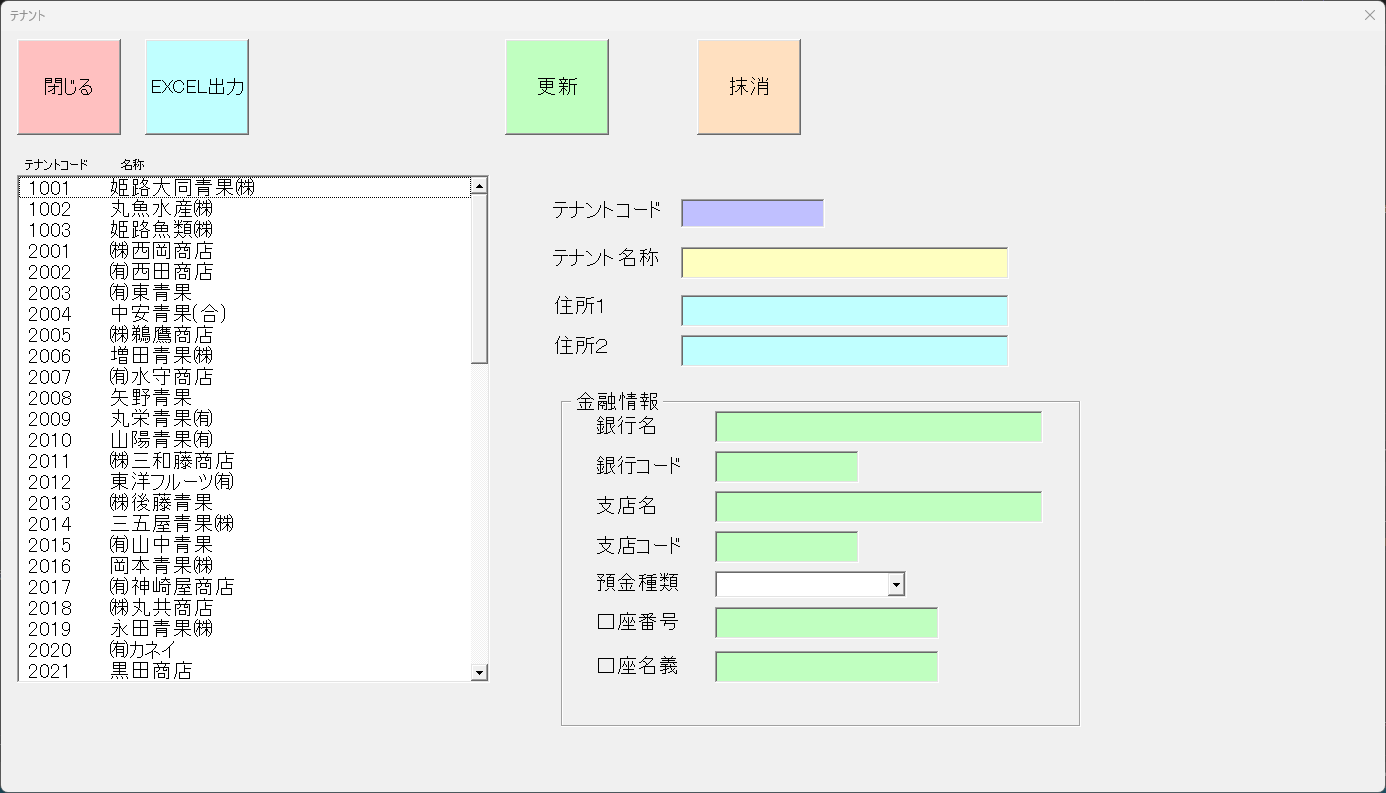 テナント
閉じる
EXCEL出力
更新
抹消
テナントコード 名称
1001 姫路大同青果㈱
1002 丸魚水産㈱
1003 姫路魚類㈱
2001 ㈱西岡商店
2002 ㈲西田商店
2003 ㈲東青果
2004 中安青果(合)
2005 ㈱鵜鷹商店
2006 増田青果㈱
2007 ㈲水守商店
2008 矢野青果
2009 丸栄青果㈲
2010 山陽青果㈲
2011 ㈱三和藤商店
2012 東洋フルーツ㈲
2013 ㈱後藤青果
2014 三五屋青果㈱
2015 ㈲山中青果
2016 岡本青果㈱
2017 ㈲神崎屋商店
2018 ㈱丸共商店
2019 永田青果㈱
2020 ㈲カネイ
2021 黒田商店
テナントコード
テナント名称
住所1
住所2
金融情報
銀行名
銀行コード
支店名
支店コード
預金種類
口座番号
口座名義